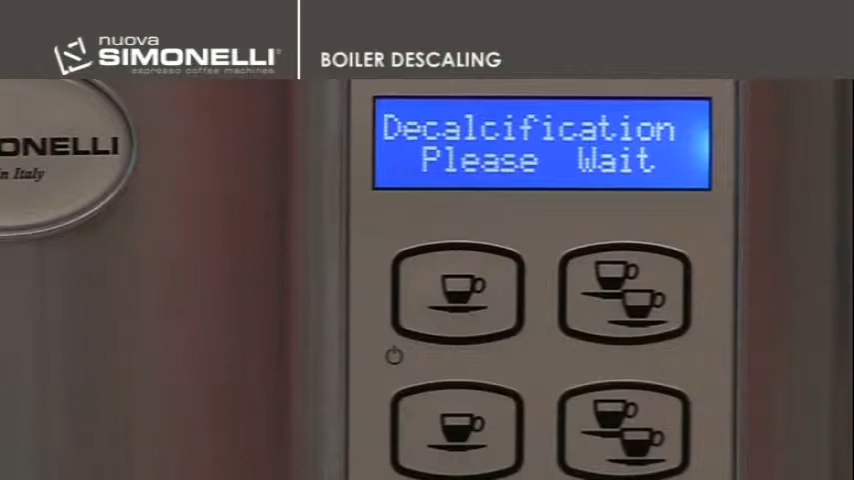 nuova
SIMONELLI®
espresso coffee machines
BOILER DESCALING
Decalcification
Please Wait
ONELLI
in Italy